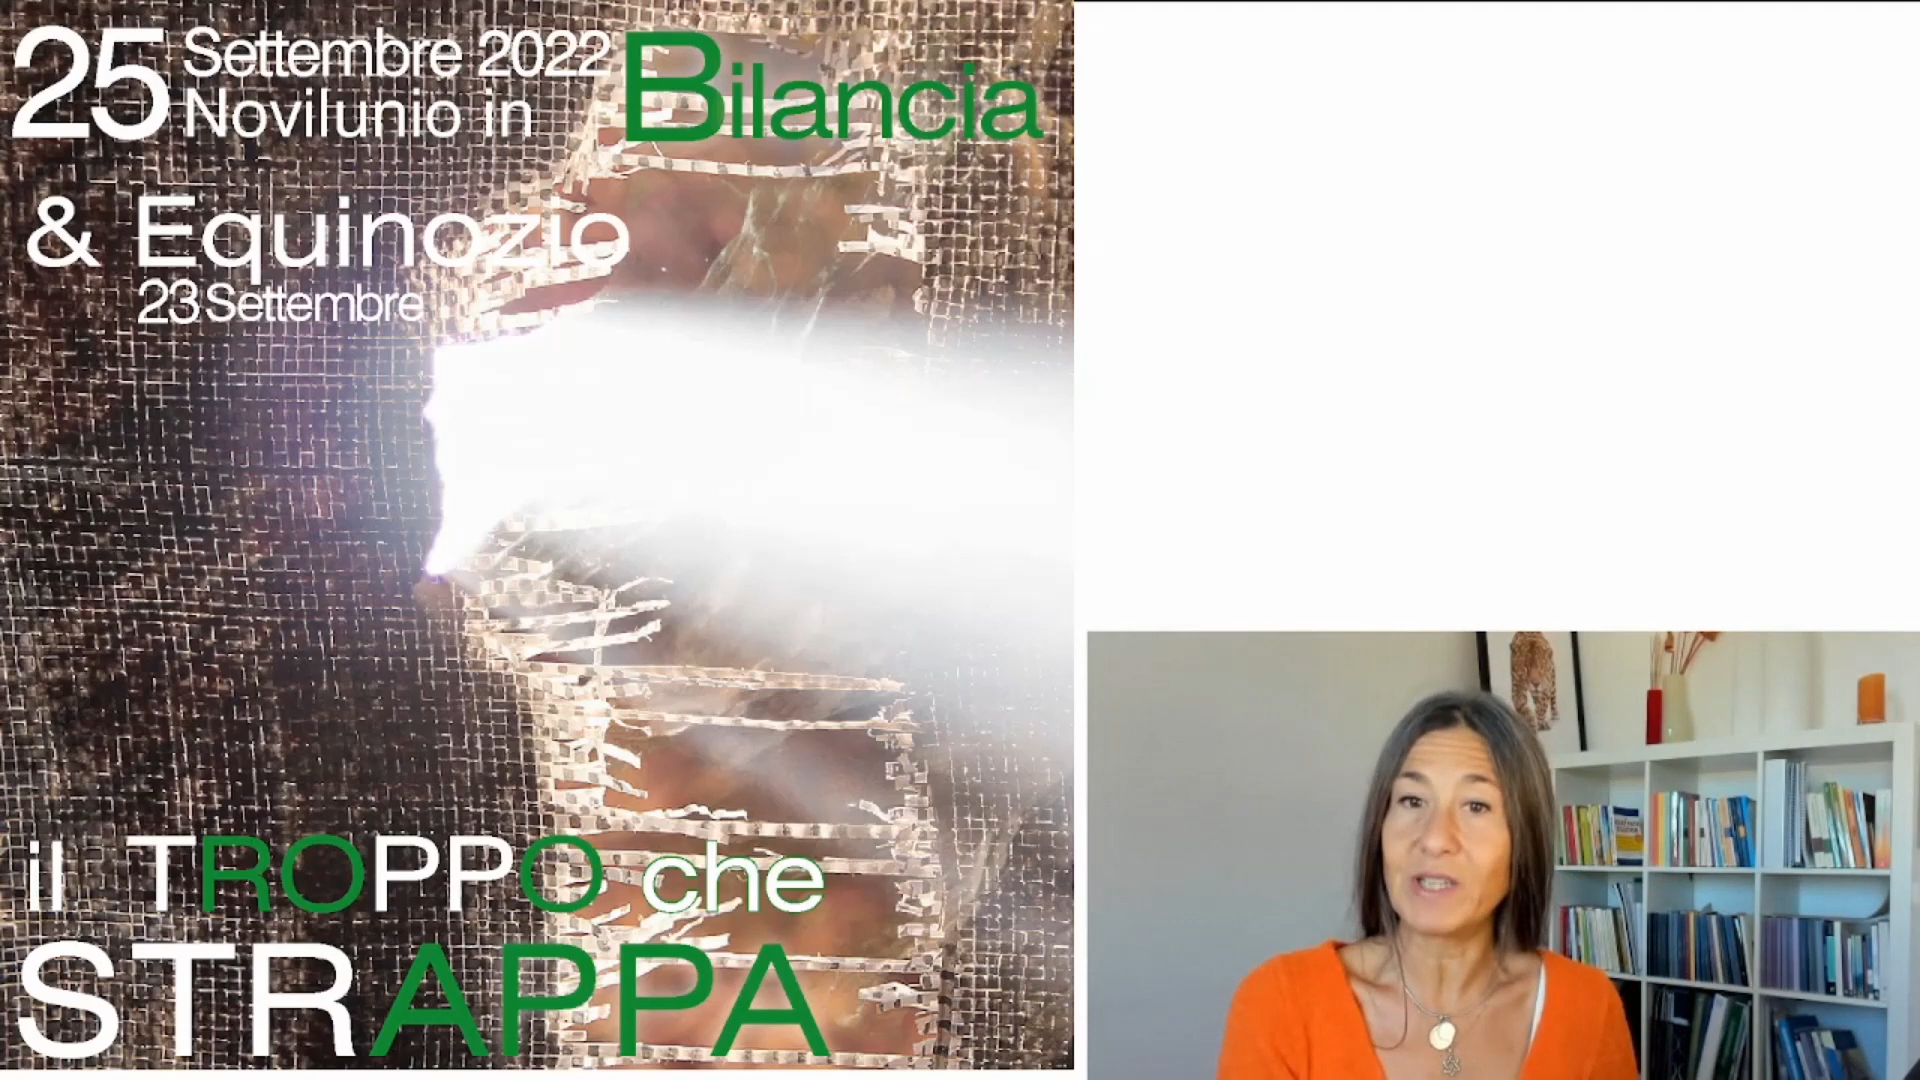 25 Settembre 2022
Novilunio in Bilancia
& Equinozio
23 Settembre
il TROPPO che
STRAPPA